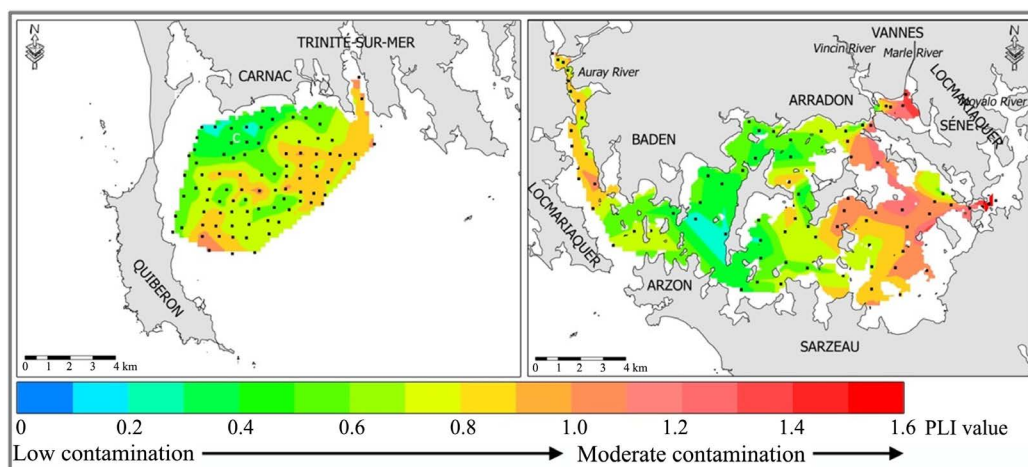 N
TRINITE-SUR-MER
CARNAC
QUIBERON
0 1 2 3 4 km
N
VANNES
Vincin River
Marle River
Auray River
LOCMARIAQUER
Noyalo River
ARRADON
SÉNÉ
BADEN
LOCMARIAQUER
ARZON
SARZEAU
0 1 2 3 4 km
0 0.2 0.4 0.6 0.8 1.0 1.2 1.4 1.6 PLI value
Low contamination Moderate contamination